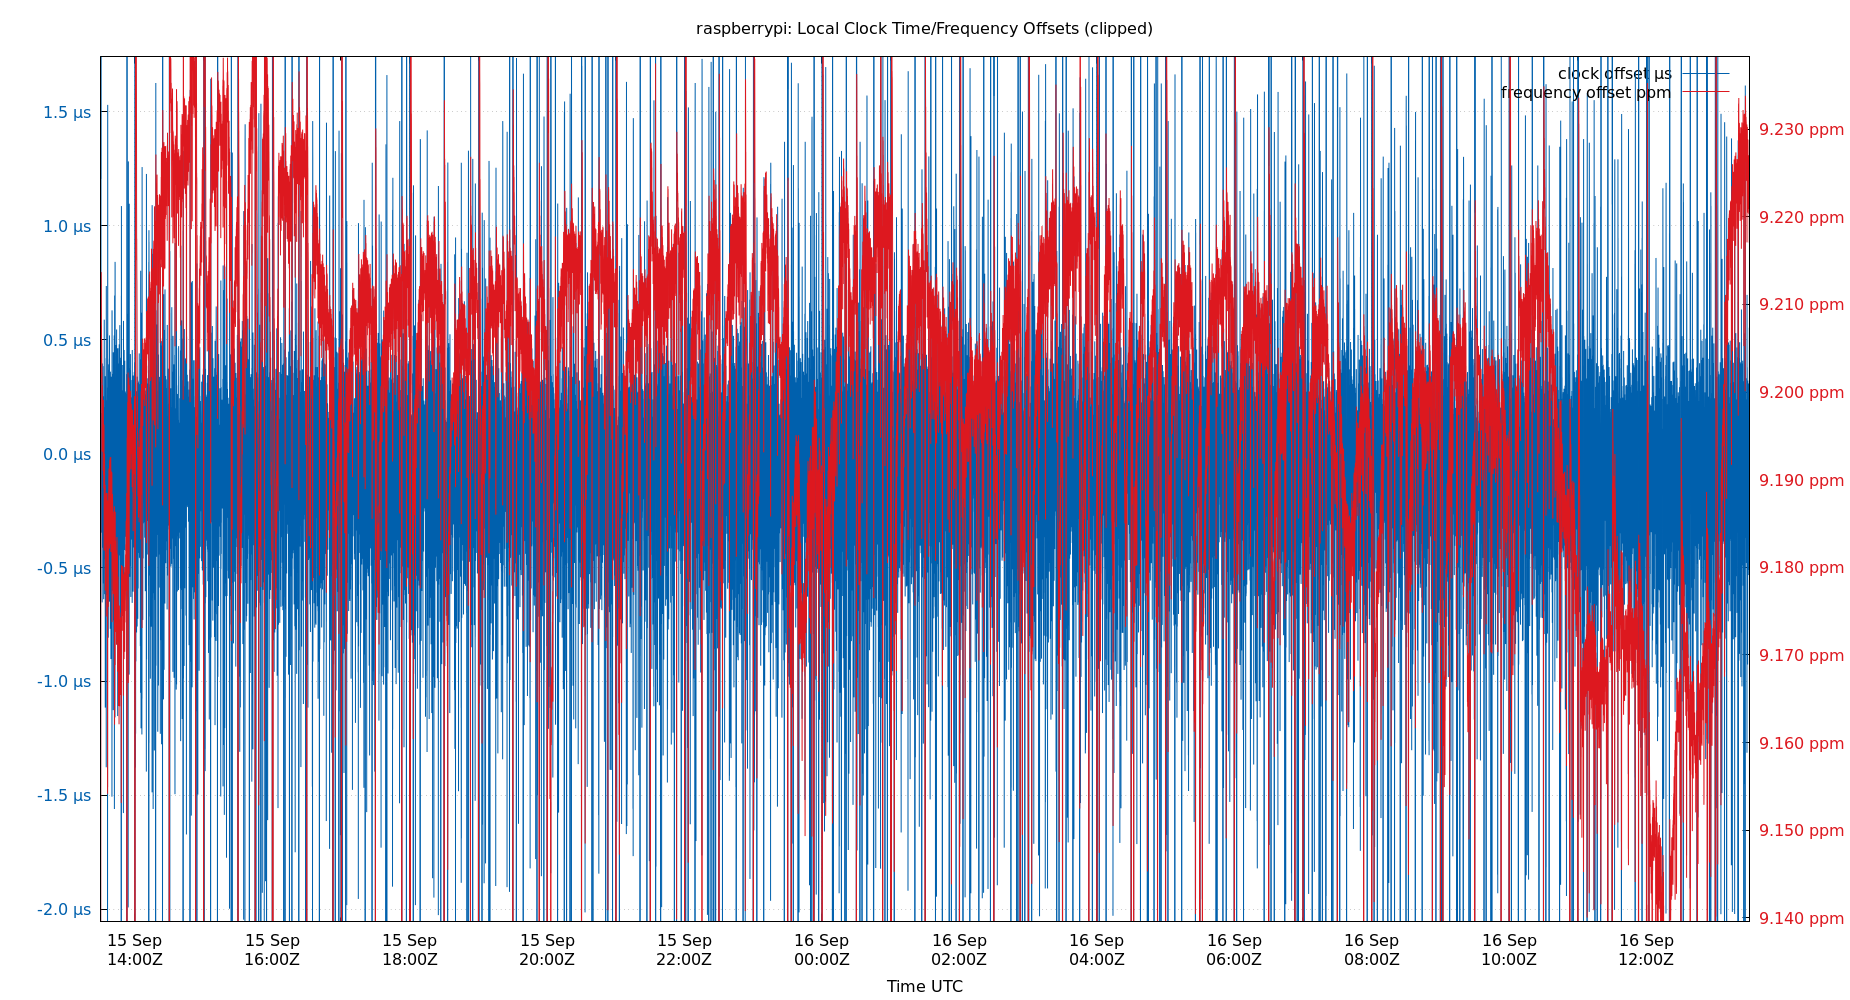 raspberrypi: Local Clock Time/Frequency Offsets (clipped)
clock offset µs
frequency offset ppm
1.5 µs
1.0 µs
0.5 µs
0.0 µs
-0.5 µs
-1.0 µs
-1.5 µs
-2.0 µs
9.230 ppm
9.220 ppm
9.210 ppm
9.200 ppm
9.190 ppm
9.180 ppm
9.170 ppm
9.160 ppm
9.150 ppm
9.140 ppm
15 Sep 15 Sep 15 Sep 15 Sep 15 Sep 16 Sep 16 Sep 16 Sep 16 Sep 16 Sep 16 Sep 16 Sep
14:00Z 16:00Z 18:00Z 20:00Z 22:00Z 00:00Z 02:00Z 04:00Z 06:00Z 08:00Z 10:00Z 12:00Z
Time UTC